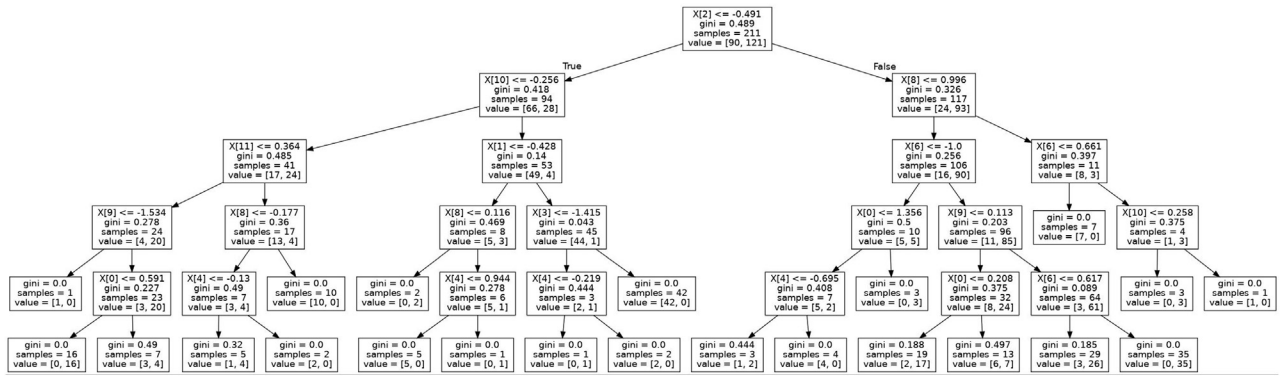 X[2] <= -0.491
gini = 0.489
samples = 211
value = [90, 121]
True
False
X[10] <= -0.256
gini = 0.418
samples = 94
value = [66, 28]
X[8] <= 0.996
gini = 0.326
samples = 117
value = [24, 93]
X[11] <= 0.364
gini = 0.485
samples = 41
value = [17, 24]
X[1] <= -0.428
gini = 0.14
samples = 53
value = [49, 4]
X[6] <= -1.0
gini = 0.256
samples = 106
value = [16, 90]
X[6] <= 0.661
gini = 0.397
samples = 11
value = [8, 3]
X[9] <= -1.534
gini = 0.278
samples = 24
value = [4, 20]
X[8] <= -0.177
gini = 0.36
samples = 17
value = [13, 4]
X[8] <= 0.116
gini = 0.469
samples = 8
value = [5, 3]
X[3] <= -1.415
gini = 0.043
samples = 45
value = [44, 1]
X[0] <= 1.356
gini = 0.5
samples = 10
value = [5, 5]
X[9] <= 0.113
gini = 0.203
samples = 96
value = [11, 85]
gini = 0.0
samples = 7
value = [7, 0]
X[10] <= 0.258
gini = 0.375
samples = 4
value = [1, 3]
gini = 0.0
samples = 1
value = [1, 0]
X[0] <= 0.591
gini = 0.227
samples = 23
value = [3, 20]
X[4] <= -0.13
gini = 0.49
samples = 7
value = [3, 4]
gini = 0.0
samples = 10
value = [10, 0]
gini = 0.0
samples = 2
value = [0, 2]
X[4] <= 0.944
gini = 0.278
samples = 6
value = [5, 1]
X[4] <= -0.219
gini = 0.444
samples = 3
value = [2, 1]
gini = 0.0
samples = 42
value = [42, 0]
X[4] <= -0.695
gini = 0.408
samples = 7
value = [5, 2]
gini = 0.0
samples = 3
value = [0, 3]
X[0] <= 0.208
gini = 0.375
samples = 32
value = [8, 24]
X[6] <= 0.617
gini = 0.089
samples = 64
value = [3, 61]
gini = 0.0
samples = 3
value = [0, 3]
gini = 0.0
samples = 1
value = [1, 0]
gini = 0.0
samples = 16
value = [0, 16]
gini = 0.49
samples = 7
value = [3, 4]
gini = 0.32
samples = 5
value = [1, 4]
gini = 0.0
samples = 2
value = [2, 0]
gini = 0.0
samples = 5
value = [5, 0]
gini = 0.0
samples = 1
value = [0, 1]
gini = 0.0
samples = 1
value = [0, 1]
gini = 0.0
samples = 2
value = [2, 0]
gini = 0.444
samples = 3
value = [1, 2]
gini = 0.0
samples = 4
value = [4, 0]
gini = 0.188
samples = 19
value = [2, 17]
gini = 0.497
samples = 13
value = [6, 7]
gini = 0.185
samples = 29
value = [3, 26]
gini = 0.0
samples = 35
value = [0, 35]